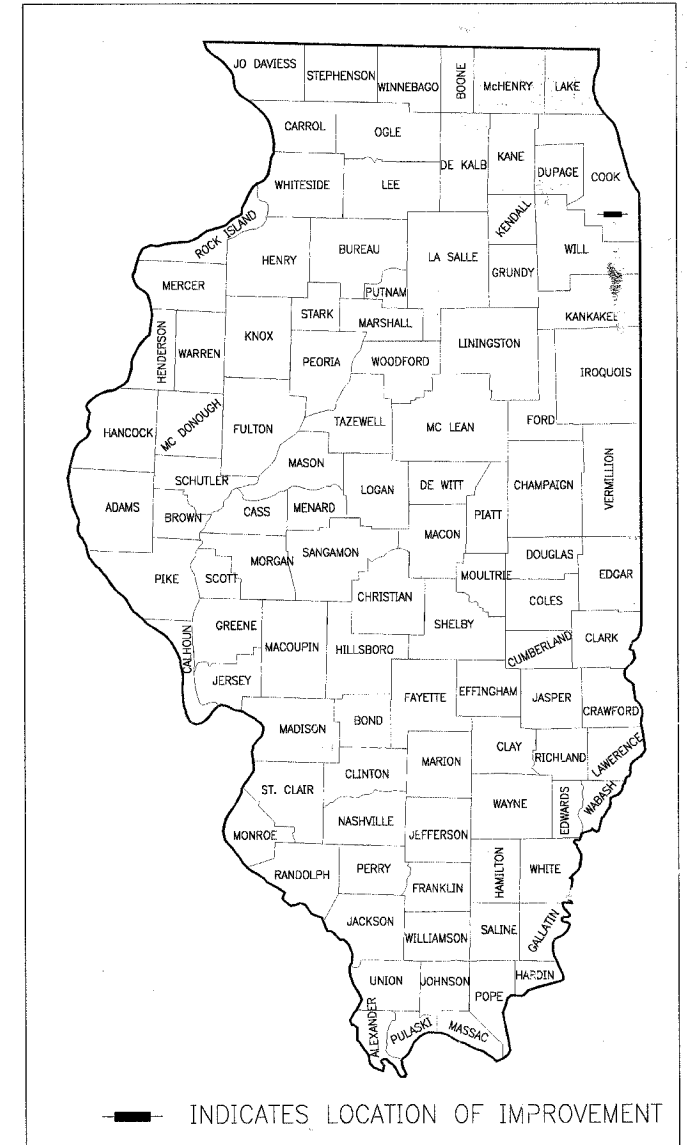 JO DAVIESS STEPHENSON WINNEBAGO BOONE McHENRY LAKE
CARROL OGLE DE KALB KANE DUPAGE COOK
WHITESIDE LEE KENDALL WILL
ROCK ISLAND HENRY BUREAU LA SALLE GRUNDY
MERCER PUTNAM KANKAKEE
HENDERSON WARREN KNOX STARK MARSHALL LININGSTON
PEORIA WOODFORD IROQUOIS
HANCOCK MC DONOUGH FULTON TAZEWELL MC LEAN FORD
MASON
ADAMS SCHUTLER LOGAN DE WITT CHAMPAIGN VERMILLION
BROWN CASS MENARD PIATT
MACON
PIKE SCOTT MORGAN SANGAMON MOULTRIE DOUGLAS EDGAR
CHRISTIAN COLES
CALHOUN GREENE MACOUPIN HILLSBORO SHELBY CUMBERLAND CLARK
JERSEY FAYETTE EFFINGHAM JASPER CRAWFORD
MADISON BOND CLAY RICHLAND LAWERENCE
CLINTON MARION
ST. CLAIR WAYNE EDWARDS WABASH
MONROE NASHVILLE JEFFERSON
RANDOLPH PERRY FRANKLIN HAMILTON WHITE
JACKSON WILLIAMSON SALINE GALLATIN
UNION JOHNSON POPE HARDIN
ALEXANDER PULASKI MASSAC
INDICATES LOCATION OF IMPROVEMENT